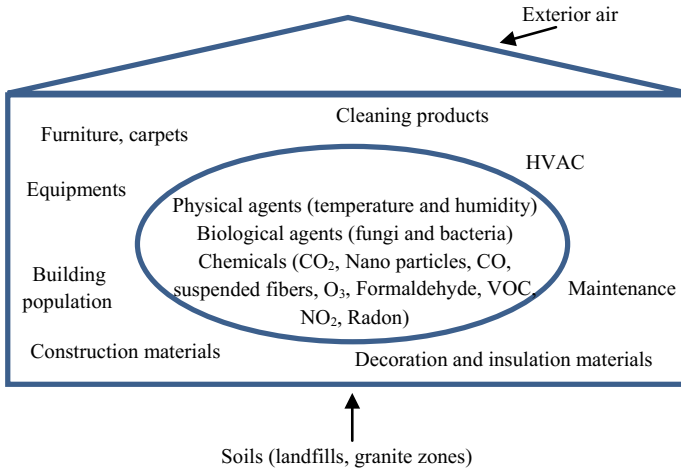 Exterior air
Cleaning products
Furniture, carpets
HVAC
Equipments
Physical agents (temperature and humidity)
Biological agents (fungi and bacteria)
Chemicals (CO₂, Nano particles, CO,
suspended fibers, O₃, Formaldehyde, VOC,
NO₂, Radon)
Building
population
Maintenance
Construction materials
Decoration and insulation materials
Soils (landfills, granite zones)